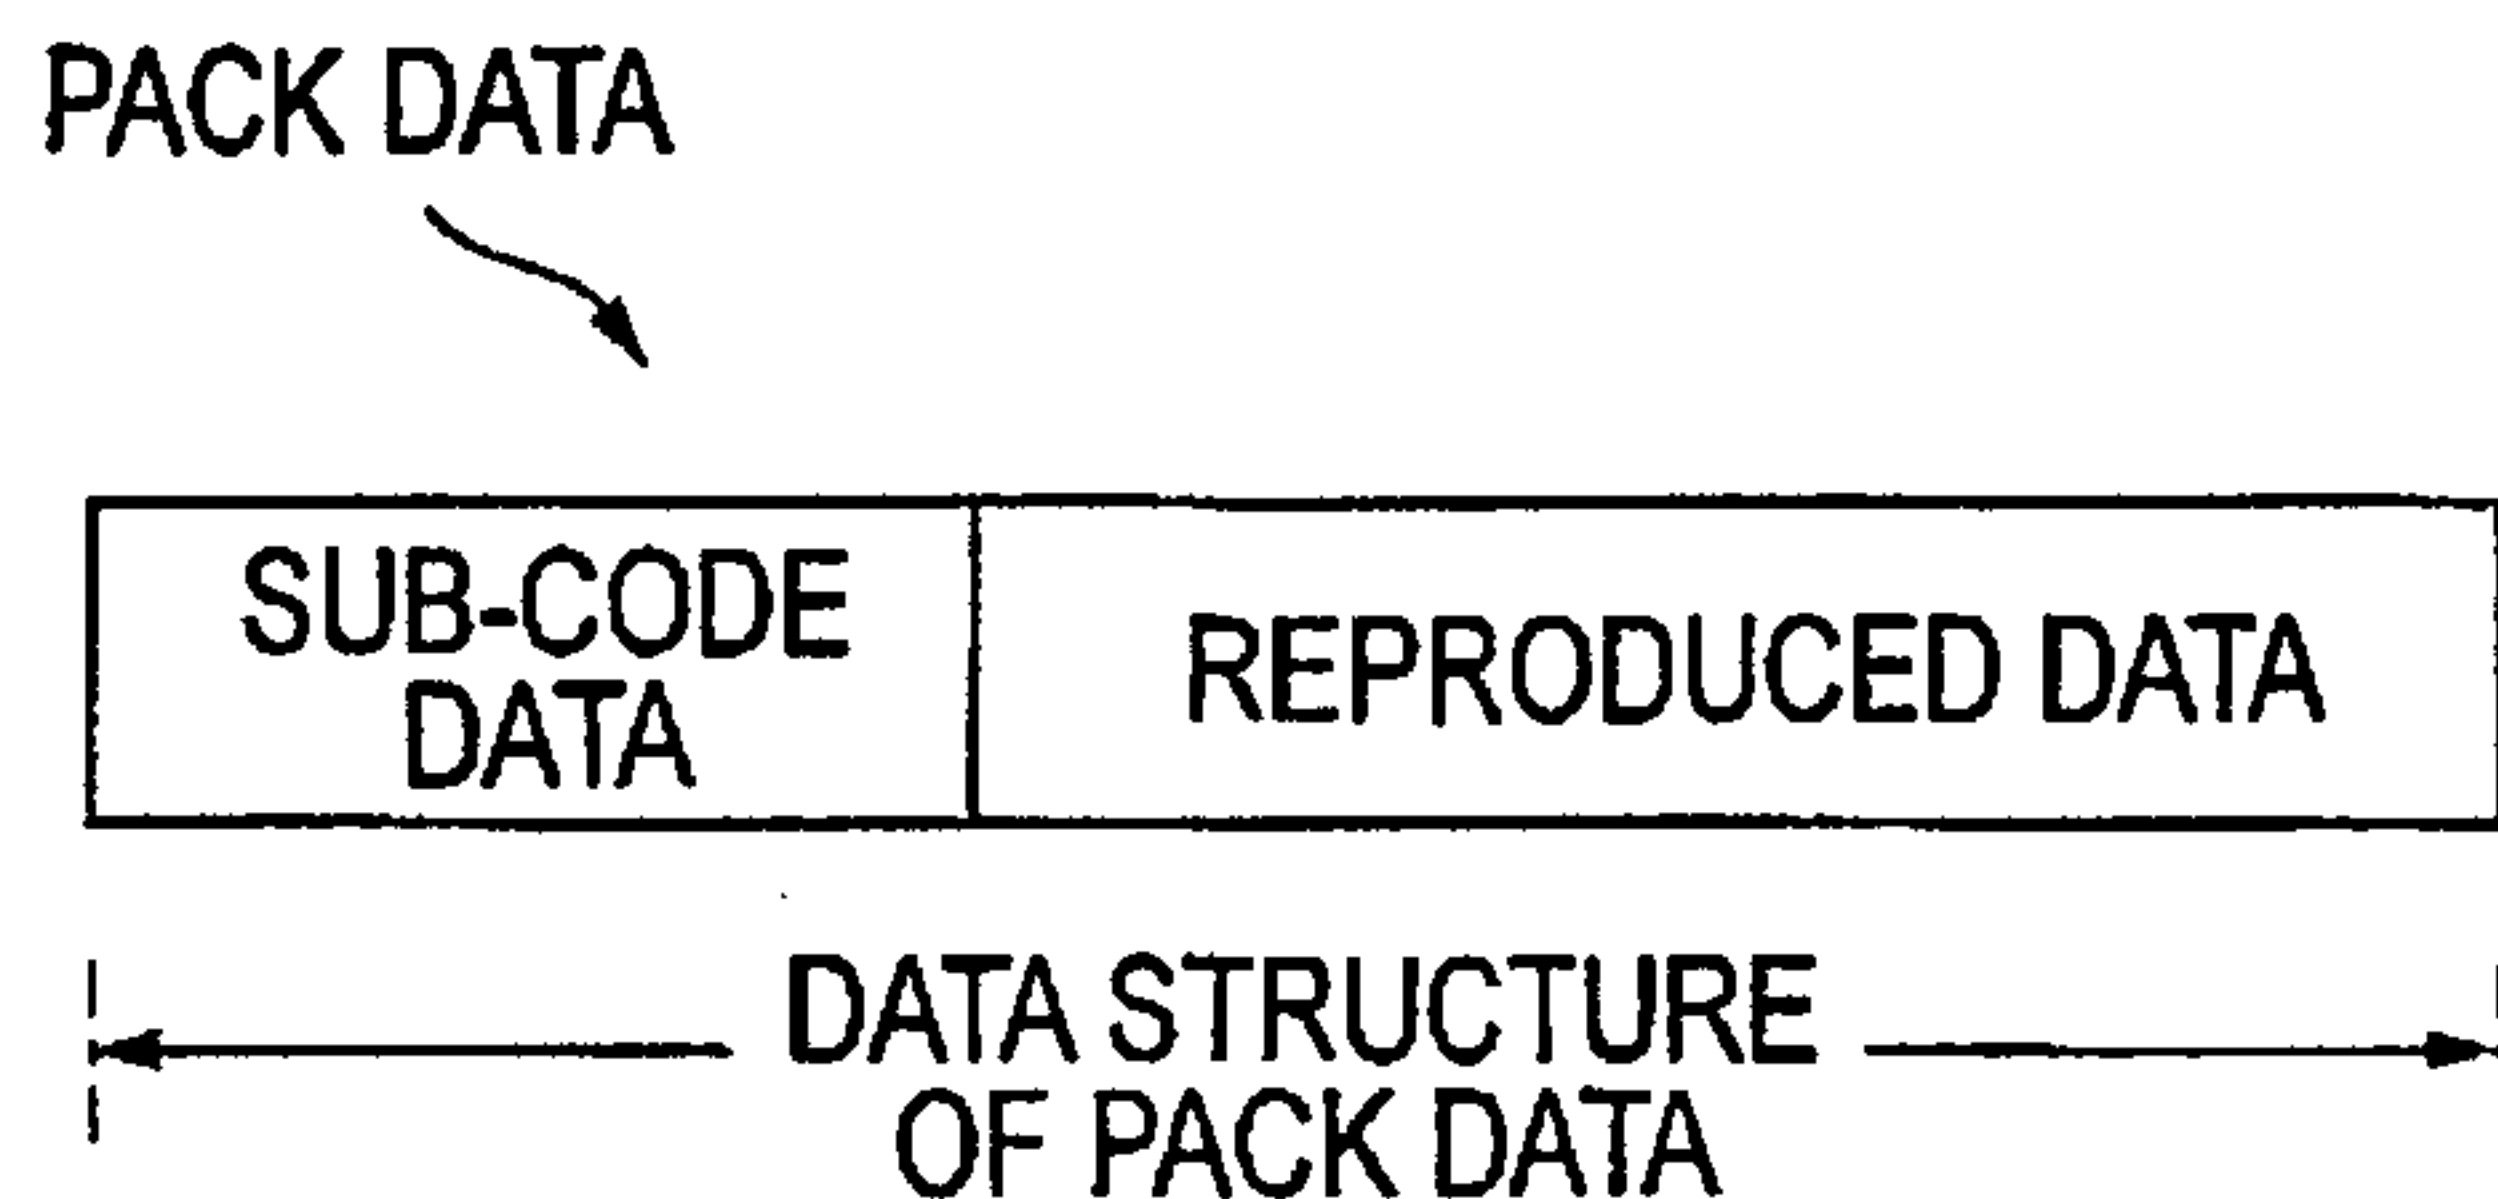 PACK DATA
SUB-CODE
DATA
REPRODUCED DATA
DATA STRUCTURE
OF PACK DATA